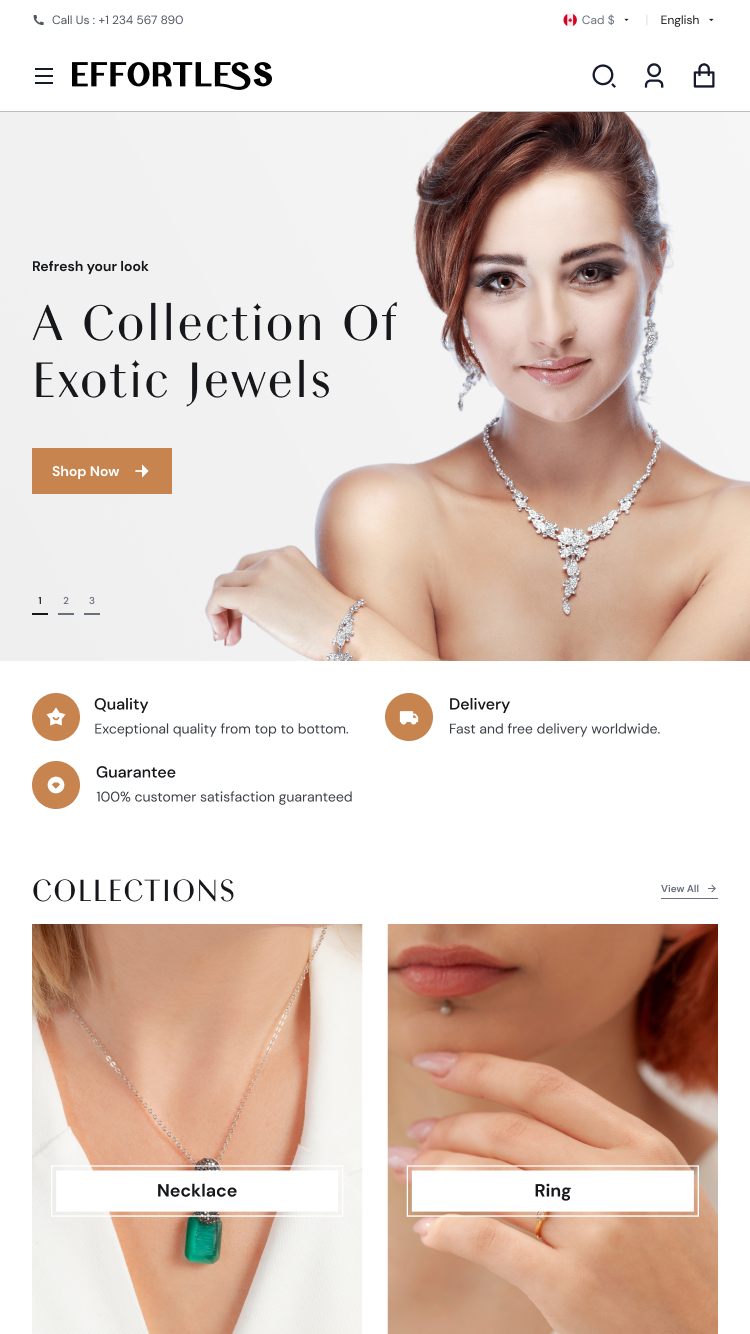 Call Us : +1 234 567 890
Cad $
English
EFFORTLESS
Refresh your look
A Collection Of
Exotic Jewels
Shop Now
1 2 3
Quality
Exceptional quality from top to bottom.
Delivery
Fast and free delivery worldwide.
Guarantee
100% customer satisfaction guaranteed
COLLECTIONS
View All
Necklace
Ring